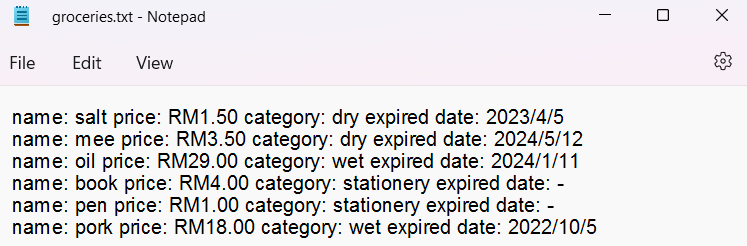 groceries.txt - Notepad
File Edit View
name: salt price: RM1.50 category: dry expired date: 2023/4/5
name: mee price: RM3.50 category: dry expired date: 2024/5/12
name: oil price: RM29.00 category: wet expired date: 2024/1/11
name: book price: RM4.00 category: stationery expired date: -
name: pen price: RM1.00 category: stationery expired date: -
name: pork price: RM18.00 category: wet expired date: 2022/10/5